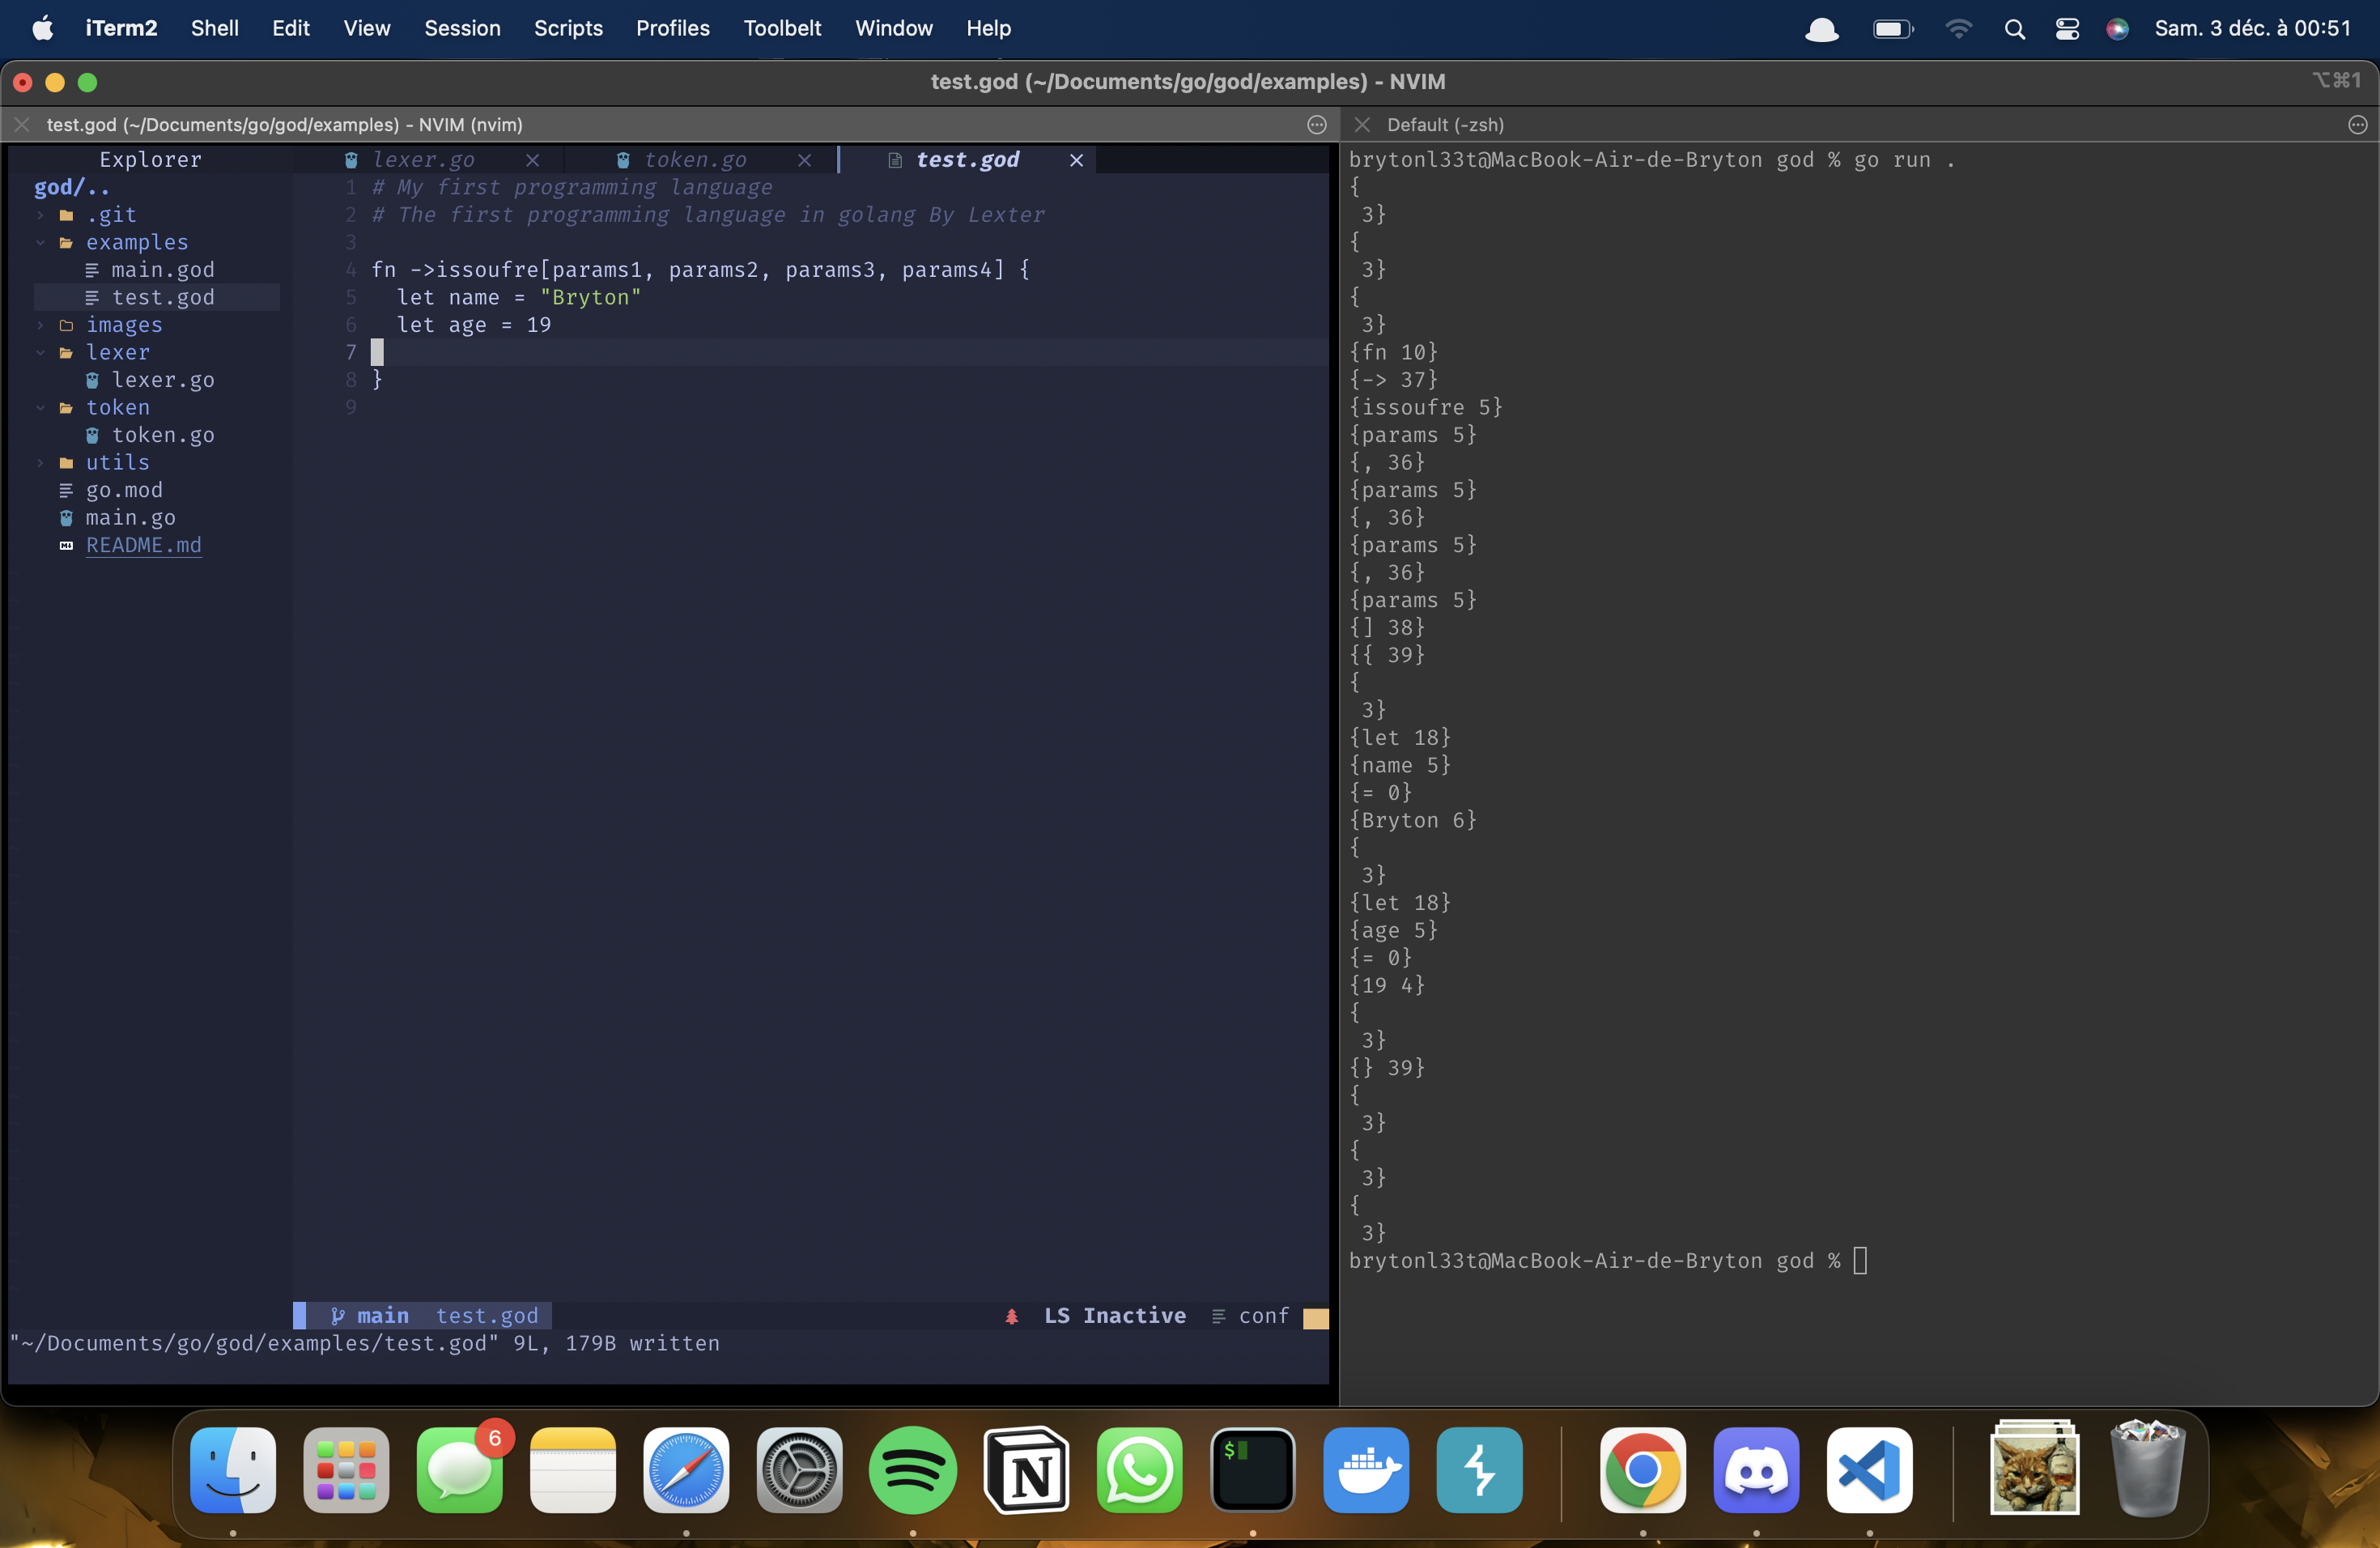 iTerm2 Shell Edit View Session Scripts Profiles Toolbelt Window Help Sam. 3 déc. à 00:51
test.god (~/Documents/go/god/examples) - NVIM ⌥⌘1
test.god (~/Documents/go/god/examples) - NVIM (nvim)
Default (-zsh)
Explorer
god/..
.git
examples
main.god
test.god
images
lexer
lexer.go
token
token.go
utils
go.mod
main.go
README.md
lexer.go token.go test.god
1 # My first programming language
2 # The first programming language in golang By Lexter
3
4 fn ->issoufre[params1, params2, params3, params4] {
5   let name = "Bryton"
6   let age = 19
7
8 }
9
main test.god LS Inactive conf
"~/Documents/go/god/examples/test.god" 9L, 179B written
brytonl33t@MacBook-Air-de-Bryton god % go run .
{
 3}
{
 3}
{
 3}
{fn 10}
{-> 37}
{issoufre 5}
{params 5}
{, 36}
{params 5}
{, 36}
{params 5}
{, 36}
{params 5}
{] 38}
{{ 39}
{
 3}
{let 18}
{name 5}
{= 0}
{Bryton 6}
{
 3}
{let 18}
{age 5}
{= 0}
{19 4}
{
 3}
{} 39}
{
 3}
{
 3}
{
 3}
brytonl33t@MacBook-Air-de-Bryton god %
6
N
$